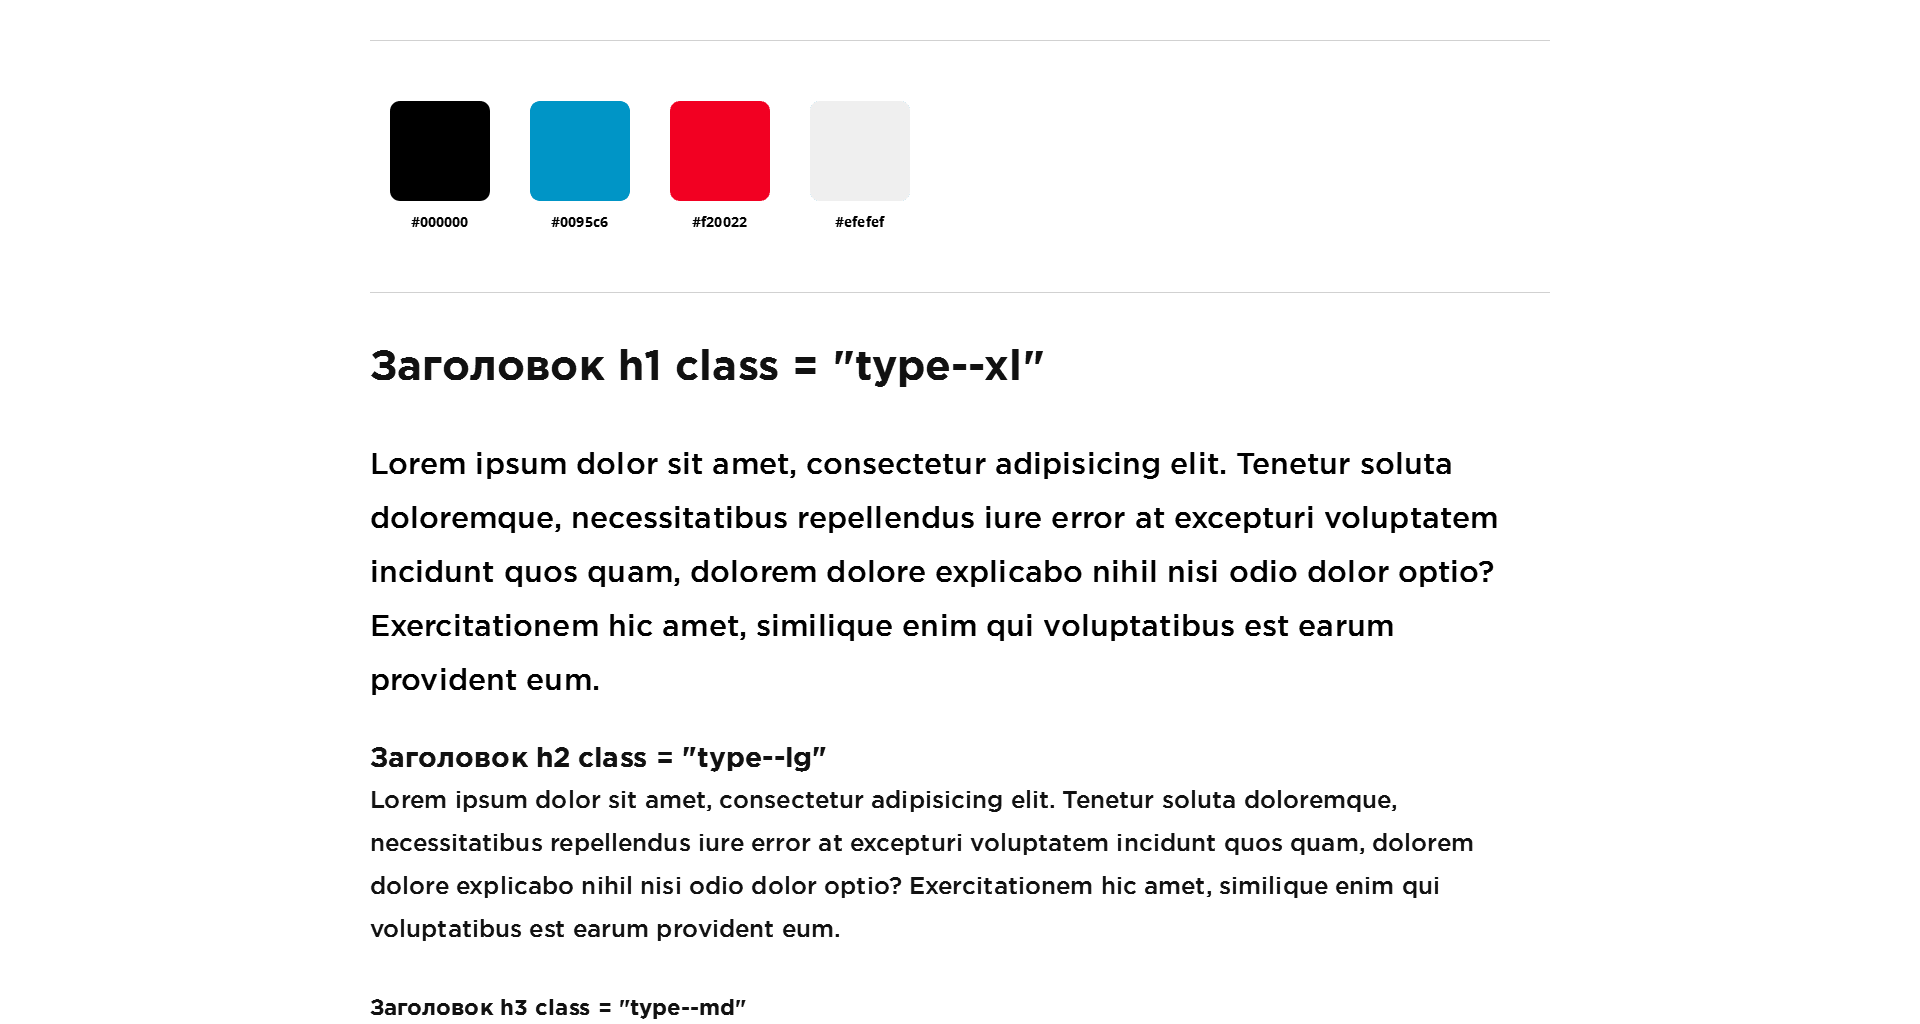 #000000 #0095c6 #f20022 #efefef
Заголовок h1 class = "type--xl"
Lorem ipsum dolor sit amet, consectetur adipisicing elit. Tenetur soluta
doloremque, necessitatibus repellendus iure error at excepturi voluptatem
incidunt quos quam, dolorem dolore explicabo nihil nisi odio dolor optio?
Exercitationem hic amet, similique enim qui voluptatibus est earum
provident eum.
Заголовок h2 class = "type--lg"
Lorem ipsum dolor sit amet, consectetur adipisicing elit. Tenetur soluta doloremque,
necessitatibus repellendus iure error at excepturi voluptatem incidunt quos quam, dolorem
dolore explicabo nihil nisi odio dolor optio? Exercitationem hic amet, similique enim qui
voluptatibus est earum provident eum.
Заголовок h3 class = "type--md"